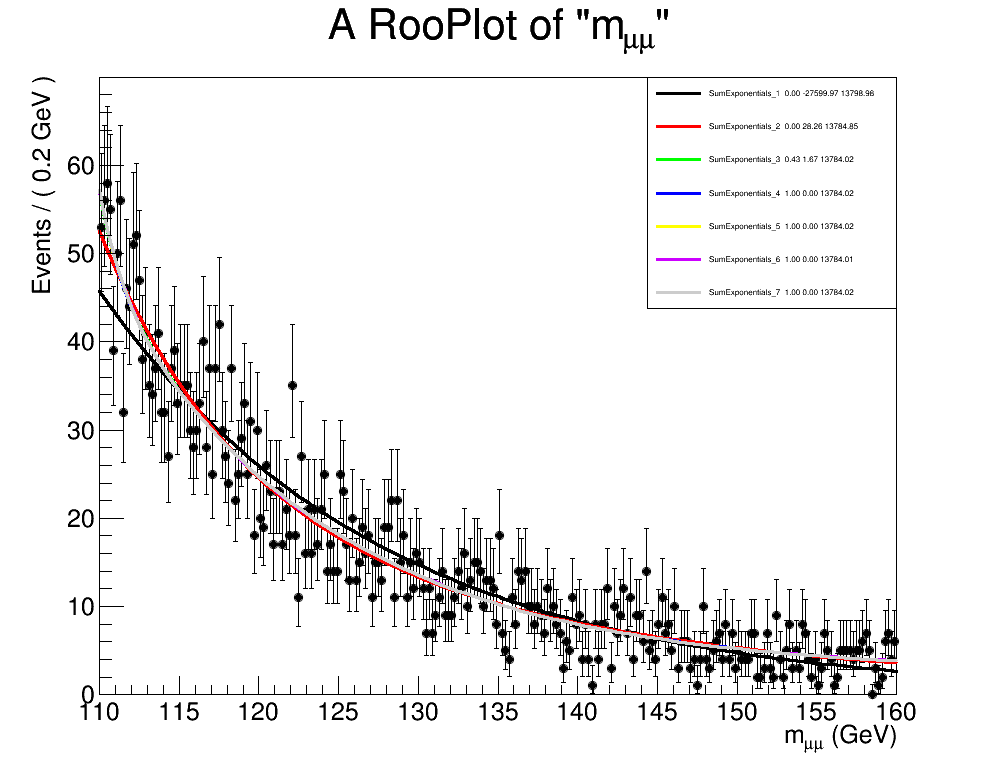 A RooPlot of "mμμ"
Events / ( 0.2 GeV )
60
50
40
30
20
10
0
SumExponentials_1 0.00 -27599.97 13798.98
SumExponentials_2 0.00 28.26 13784.85
SumExponentials_3 0.43 1.67 13784.02
SumExponentials_4 1.00 0.00 13784.02
SumExponentials_5 1.00 0.00 13784.02
SumExponentials_6 1.00 0.00 13784.01
SumExponentials_7 1.00 0.00 13784.02
110 115 120 125 130 135 140 145 150 155 160
mμμ (GeV)